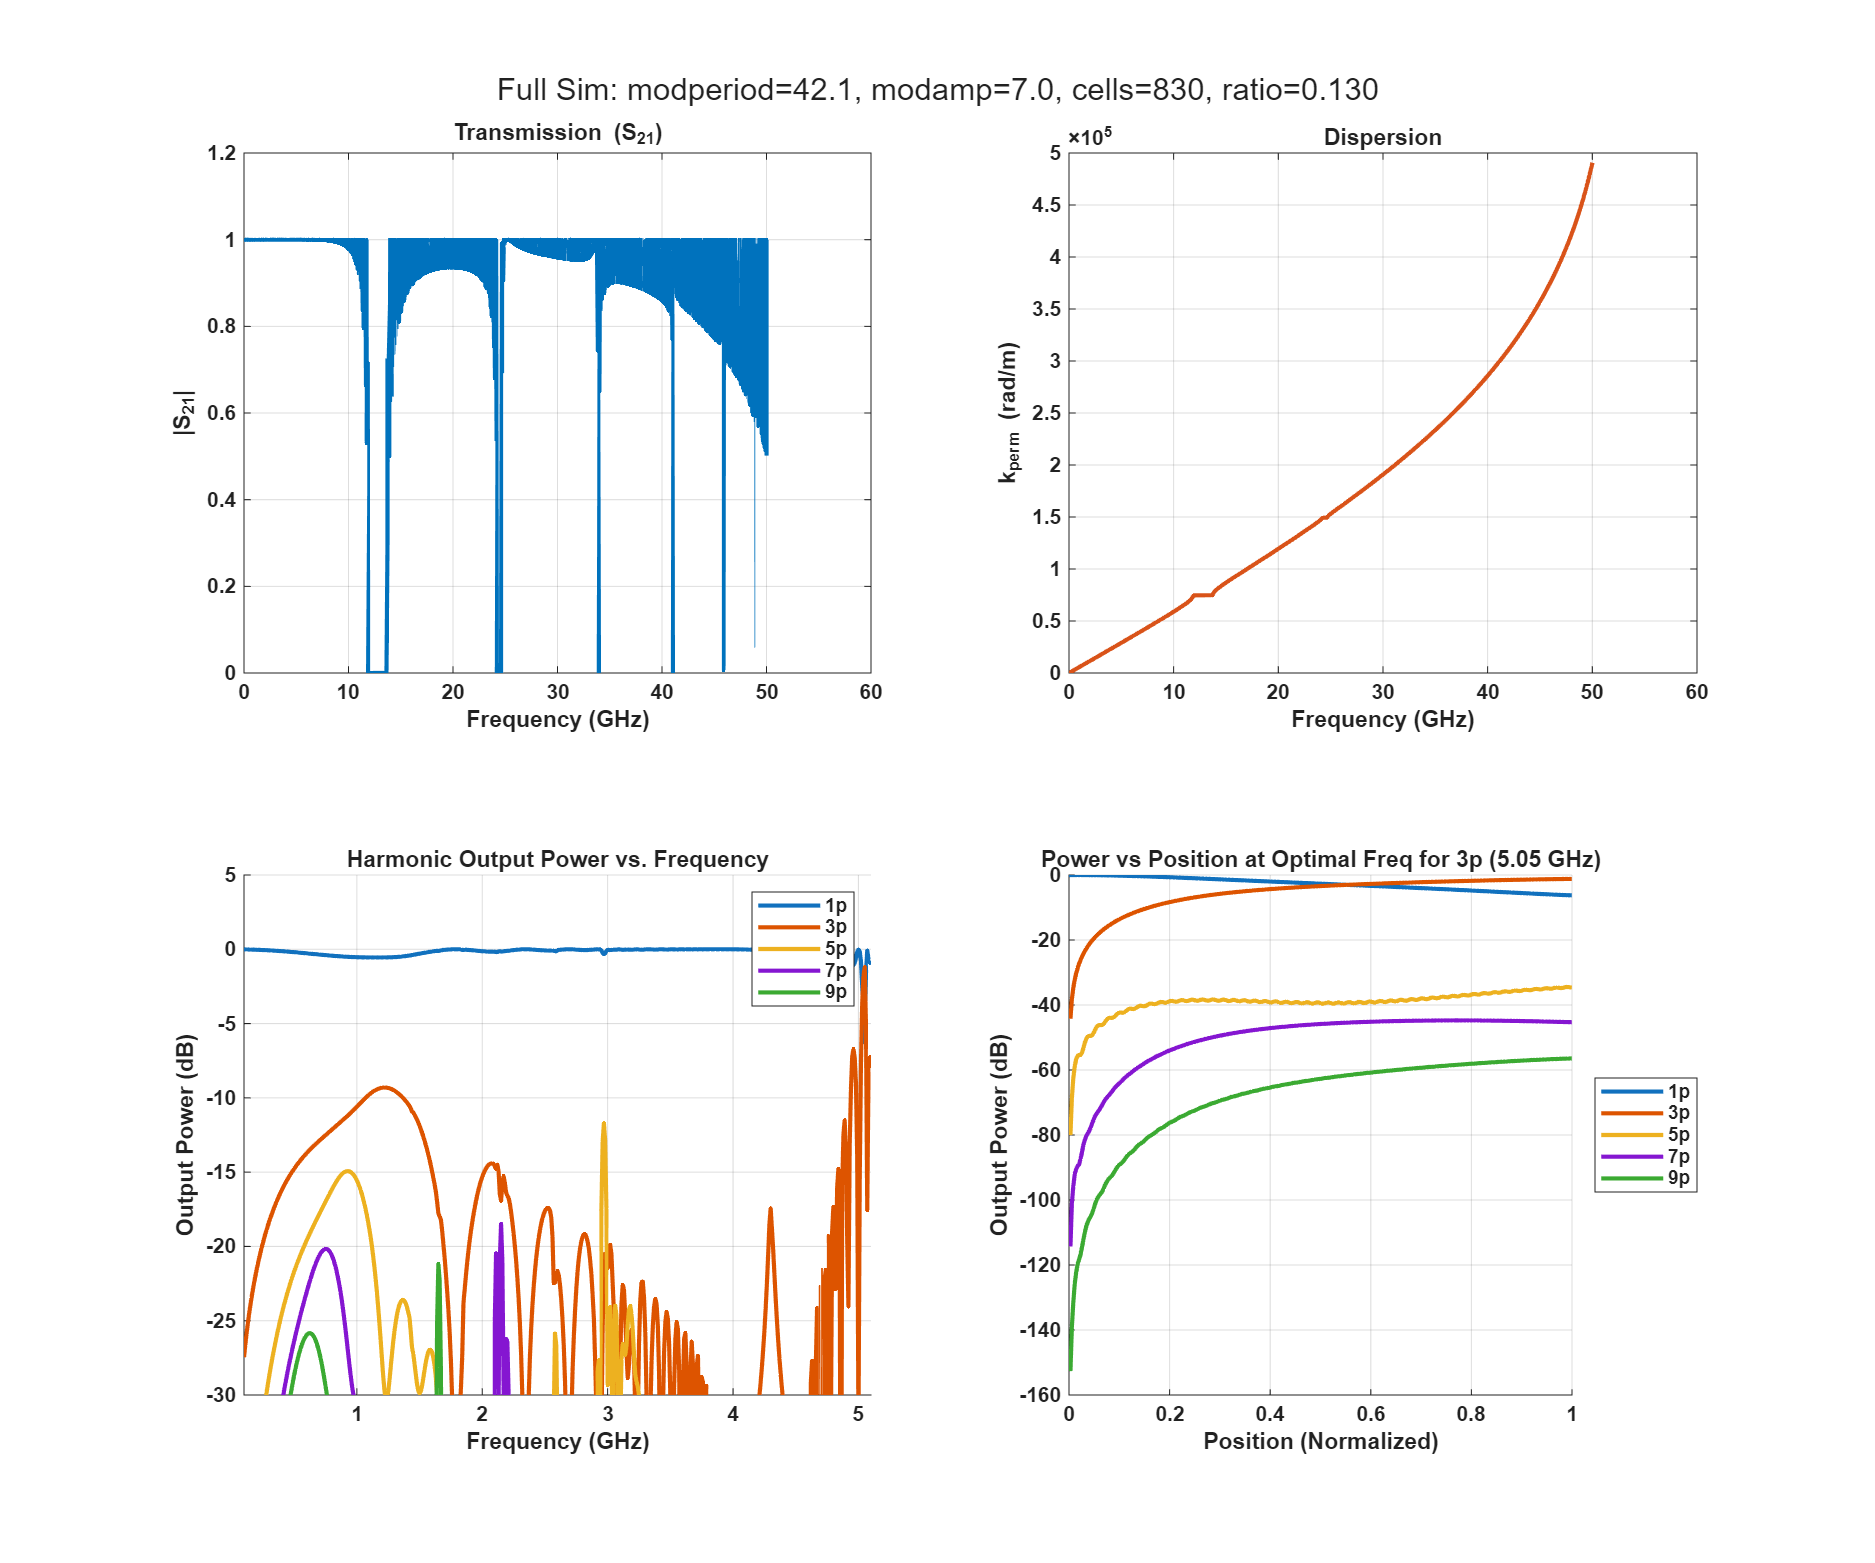 Full Sim: modperiod=42.1, modamp=7.0, cells=830, ratio=0.130
Transmission (S21)
1.2
1
0.8
0.6
0.4
0.2
0
|S21|
0 10 20 30 40 50 60
Frequency (GHz)
×10^5
Dispersion
5
4.5
4
3.5
3
2.5
2
1.5
1
0.5
0
kperm (rad/m)
0 10 20 30 40 50 60
Frequency (GHz)
Harmonic Output Power vs. Frequency
5
0
-5
-10
-15
-20
-25
-30
Output Power (dB)
1p
3p
5p
7p
9p
1 2 3 4 5
Frequency (GHz)
Power vs Position at Optimal Freq for 3p (5.05 GHz)
0
-20
-40
-60
-80
-100
-120
-140
-160
Output Power (dB)
1p
3p
5p
7p
9p
0 0.2 0.4 0.6 0.8 1
Position (Normalized)